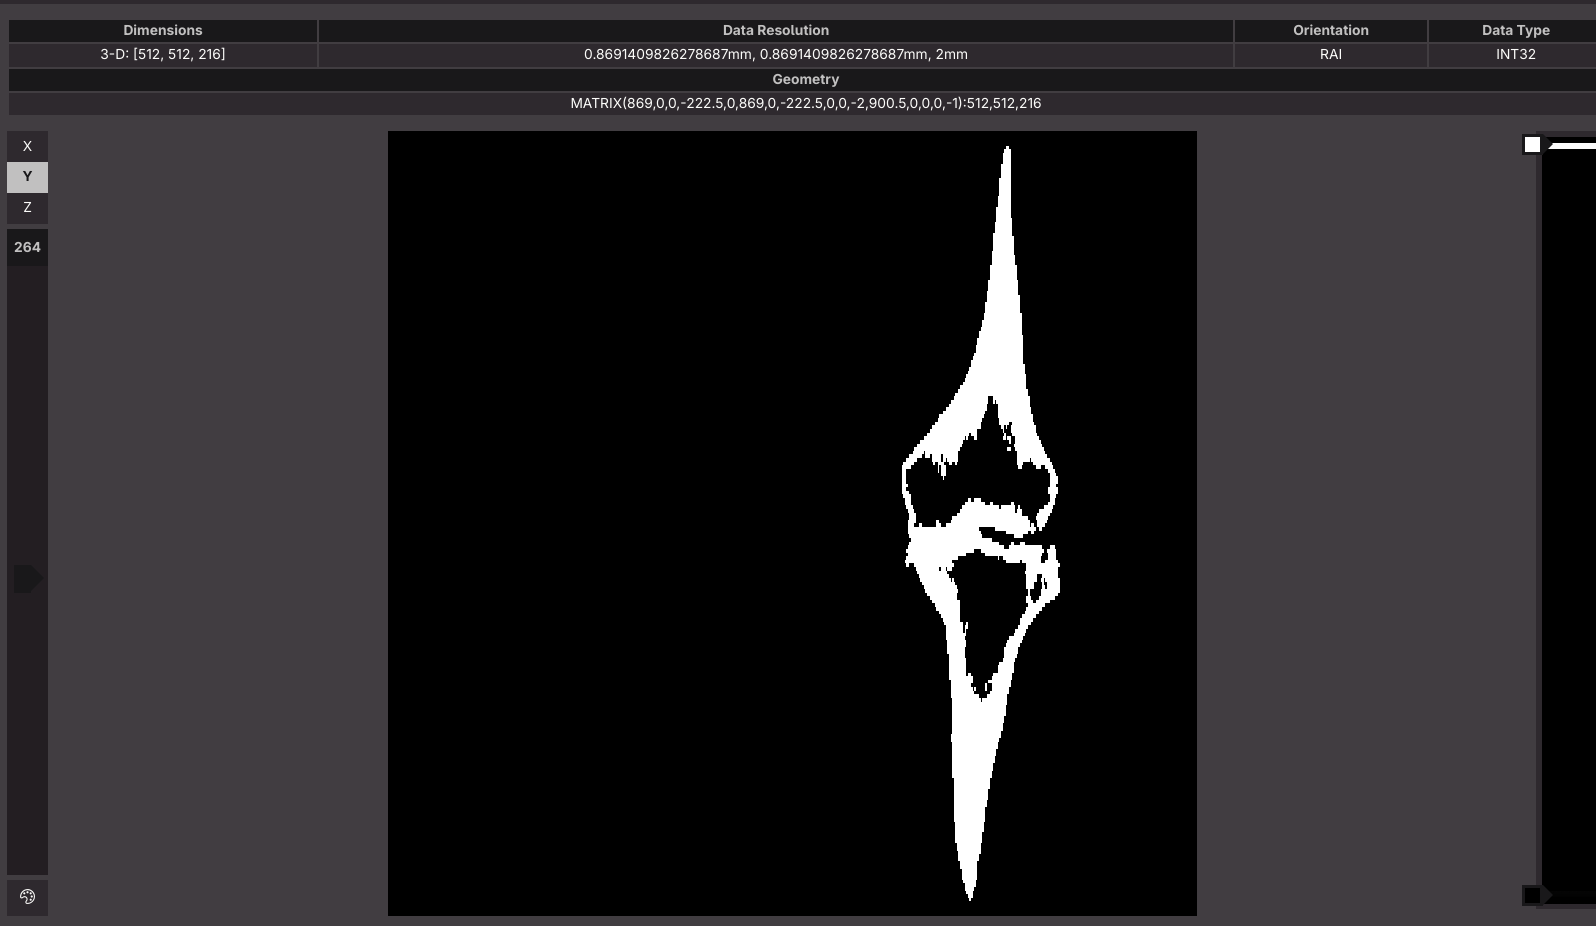 Dimensions Data Resolution Orientation Data Type
3-D: [512, 512, 216] 0.8691409826278687mm, 0.8691409826278687mm, 2mm RAI INT32
Geometry
MATRIX(869,0,0,-222.5,0,869,0,-222.5,0,0,-2,900.5,0,0,0,-1):512,512,216
X
Y
Z
264